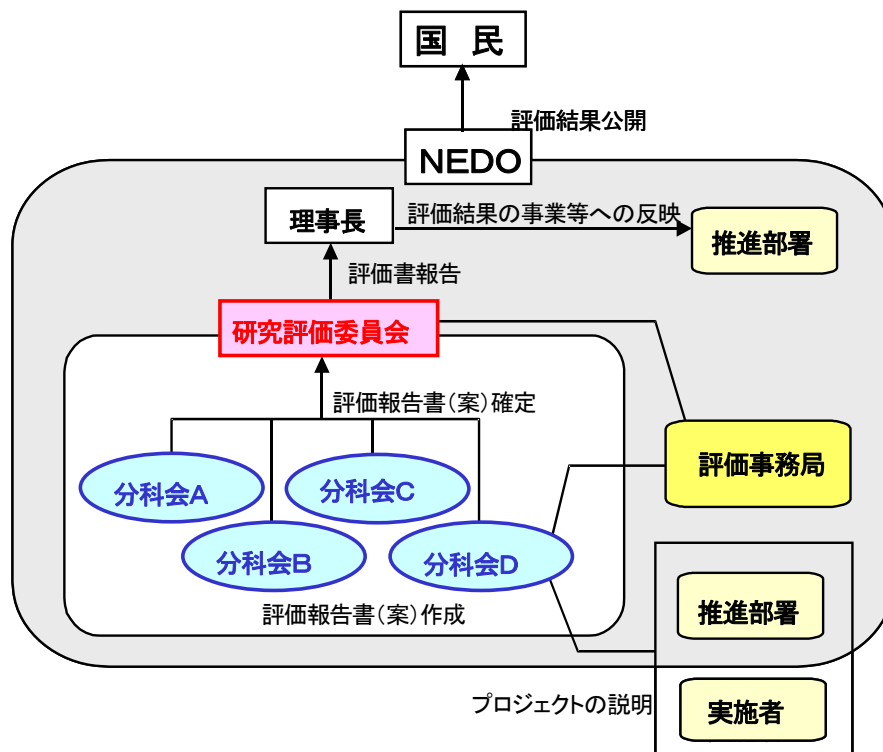 国 民
評価結果公開
NEDO
理事長
評価結果の事業等への反映
推進部署
評価書報告
研究評価委員会
評価報告書(案)確定
評価事務局
分科会A
分科会C
分科会B
分科会D
評価報告書(案)作成
推進部署
プロジェクトの説明
実施者